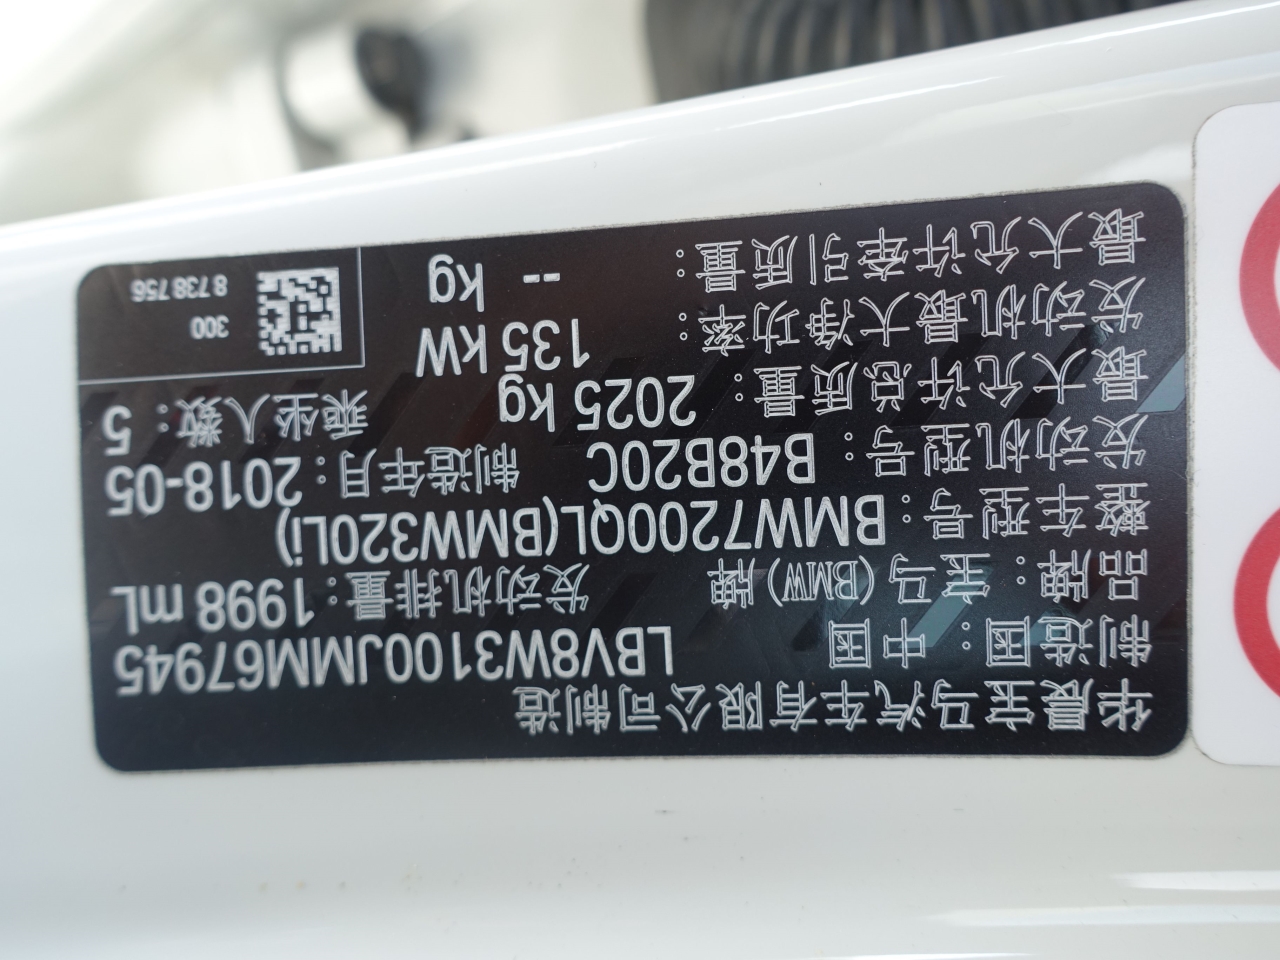 华晨宝马汽车有限公司制造
制造国：中国 LBV8W3100JMM67945
品牌：宝马(BMW)牌 发动机排量：1998 mL
整车型号：BMW7200QL(BMW320Li)
发动机型号：B48B20C 制造年月：2018-05
最大允许总质量：2025 kg 乘坐人数：5
发动机最大净功率：135 kW
最大允许牵引质量：-- kg
300
8738756